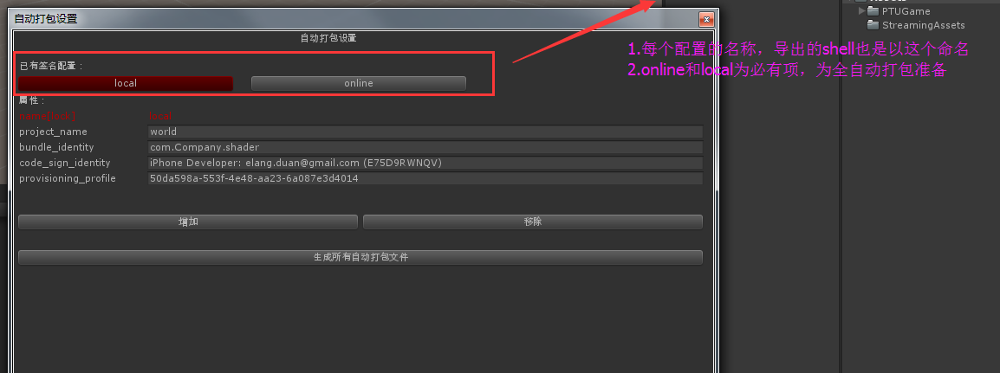 自动打包设置
Assets
PTUGame
StreamingAssets
自动打包设置
1.每个配置的名称，导出的shell也是以这个命名
2.online和local为必有项，为全自动打包准备
已有签名配置：
local online
属性：
local
project_name world
bundle_identity com.Company.shader
code_sign_identity iPhone Developer: elang.duan@gmail.com (E75D9RWNQV)
provisioning_profile 50da598a-553f-4e48-aa23-6a087e3d4014
增加 移除
生成所有自动打包文件